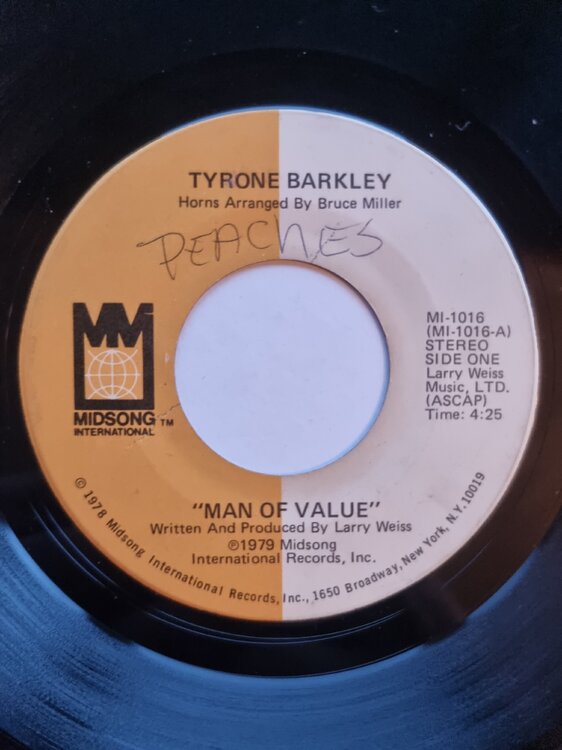 TYRONE BARKLEY
Horns Arranged By Bruce Miller
PEACHES
MIDSONG TM
INTERNATIONAL
MI-1016
(MI-1016-A)
STEREO
SIDE ONE
Larry Weiss
Music, LTD.
(ASCAP)
Time: 4:25
"MAN OF VALUE"
Written And Produced By Larry Weiss
℗1979 Midsong
International Records, Inc.
© 1978 Midsong International Records, Inc., 1650 Broadway, New York, N.Y. 10019